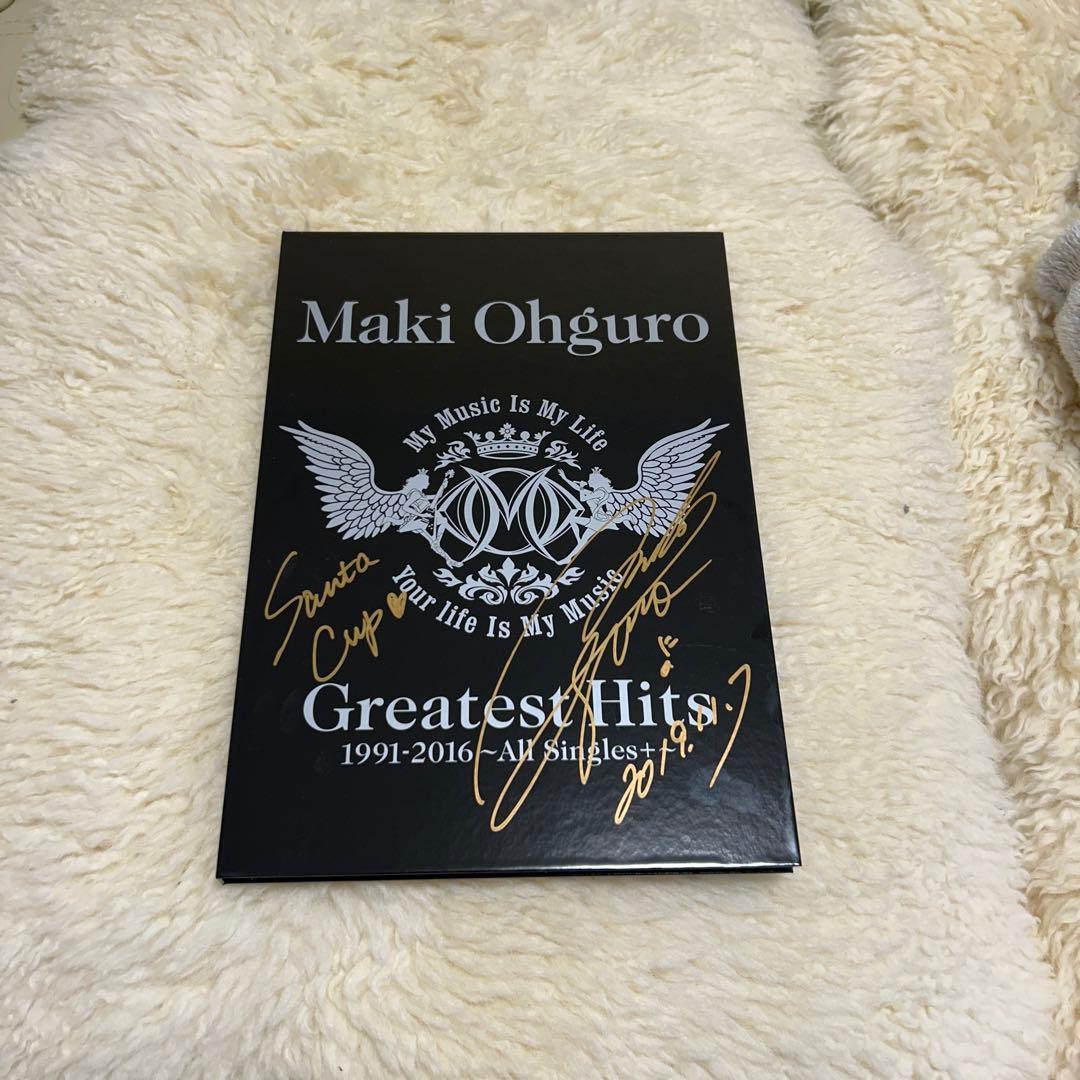 Maki Ohguro
My Music Is My Life
Your life Is My Music
Santa
Cup♥
Greatest Hits
1991-2016 ~All Singles+~
2019.11.7